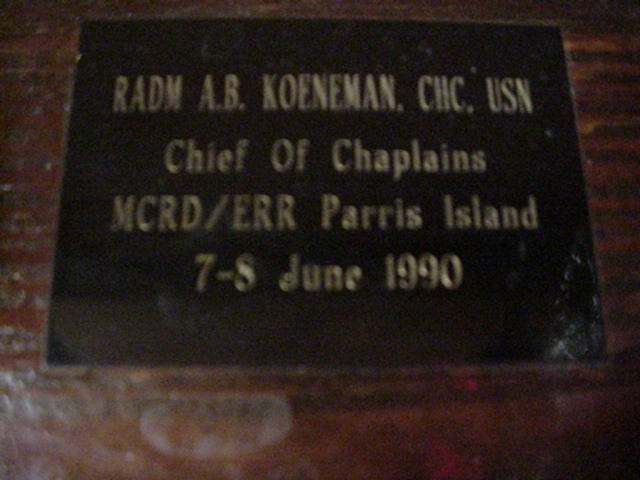 RADM A.B. KOENEMAN, CHC, USN
Chief Of Chaplains
MCRD/ERR Parris Island
7-8 June 1990